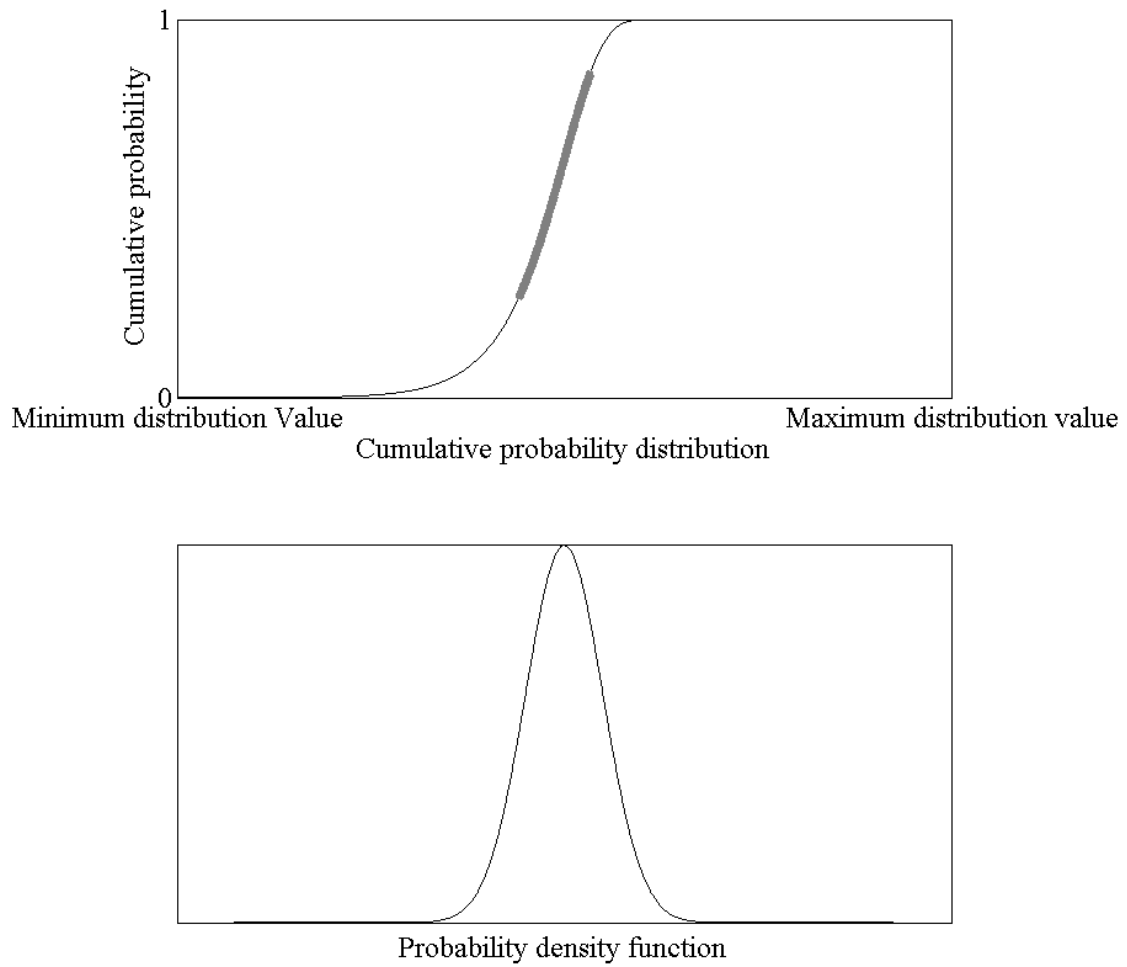 1
Cumulative probability
0
Minimum distribution Value
Maximum distribution value
Cumulative probability distribution
Probability density function